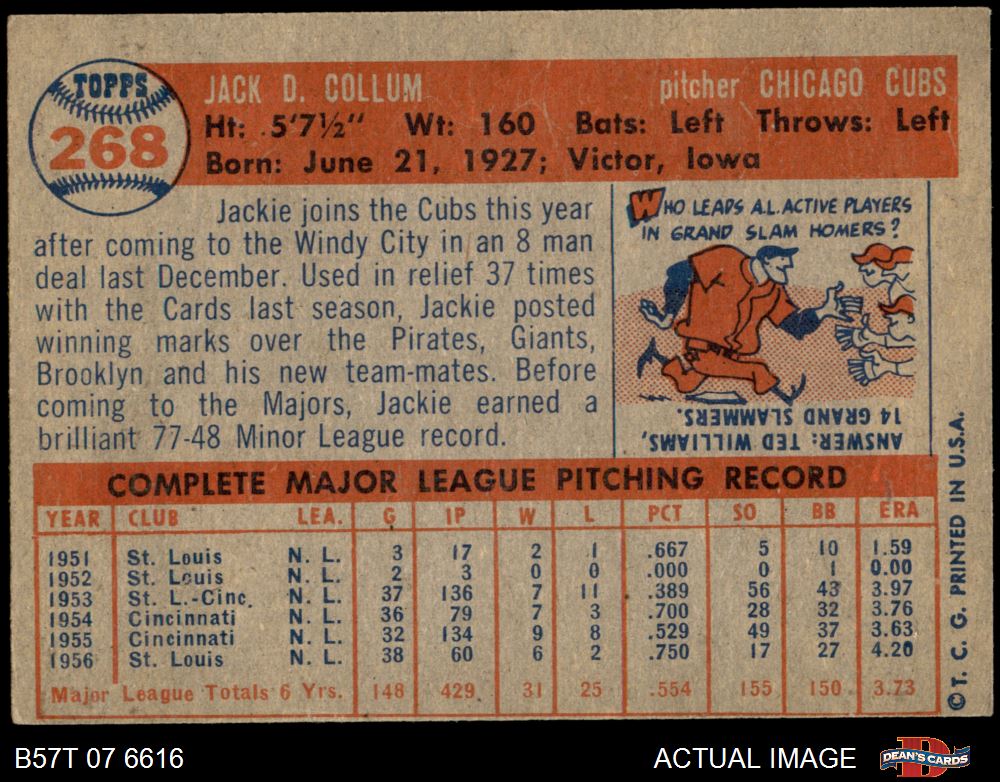 TOPPS
268
JACK D. COLLUM pitcher CHICAGO CUBS
Ht: 5'7½" Wt: 160 Bats: Left Throws: Left
Born: June 21, 1927; Victor, Iowa
Jackie joins the Cubs this year
after coming to the Windy City in an 8 man
deal last December. Used in relief 37 times
with the Cards last season, Jackie posted
winning marks over the Pirates, Giants,
Brooklyn and his new team-mates. Before
coming to the Majors, Jackie earned a
brilliant 77-48 Minor League record.
WHO LEADS A.L. ACTIVE PLAYERS
IN GRAND SLAM HOMERS?
ANSWER: TED WILLIAMS,
14 GRAND SLAMMERS.
COMPLETE MAJOR LEAGUE PITCHING RECORD
YEAR CLUB LEA. G IP W L PCT SO BB ERA
1951 St. Louis N. L. 3 17 2 1 .667 5 10 1.59
1952 St. Louis N. L. 2 3 0 0 .000 0 1 0.00
1953 St. L.-Cinc. N. L. 37 136 7 11 .389 56 43 3.97
1954 Cincinnati N. L. 36 79 7 3 .700 28 32 3.76
1955 Cincinnati N. L. 32 134 9 8 .529 49 37 3.63
1956 St. Louis N. L. 38 60 6 2 .750 17 27 4.20
Major League Totals 6 Yrs. 148 429 31 25 .554 155 150 3.73
© T. C. G. PRINTED IN U.S.A.
B57T 07 6616 ACTUAL IMAGE
DEAN'S CARDS